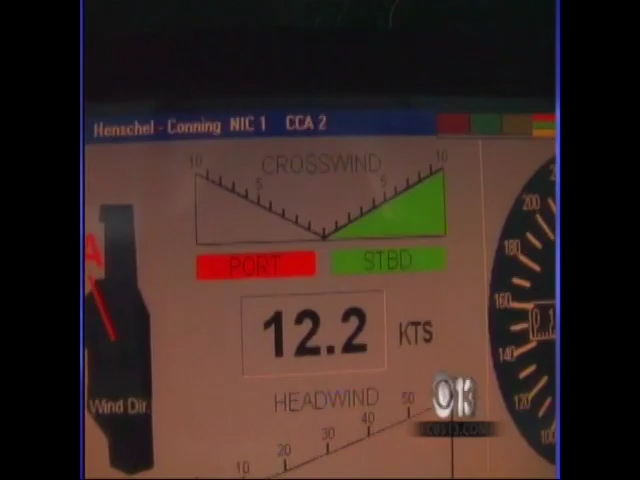 Henschel - Conning NIC 1 CCA 2
10 CROSSWIND 10
5 5
PORT STBD
A
12.2 KTS
Wind Dir.
HEADWIND
10 20 30 40 50
200
180
160
140
120
100
13